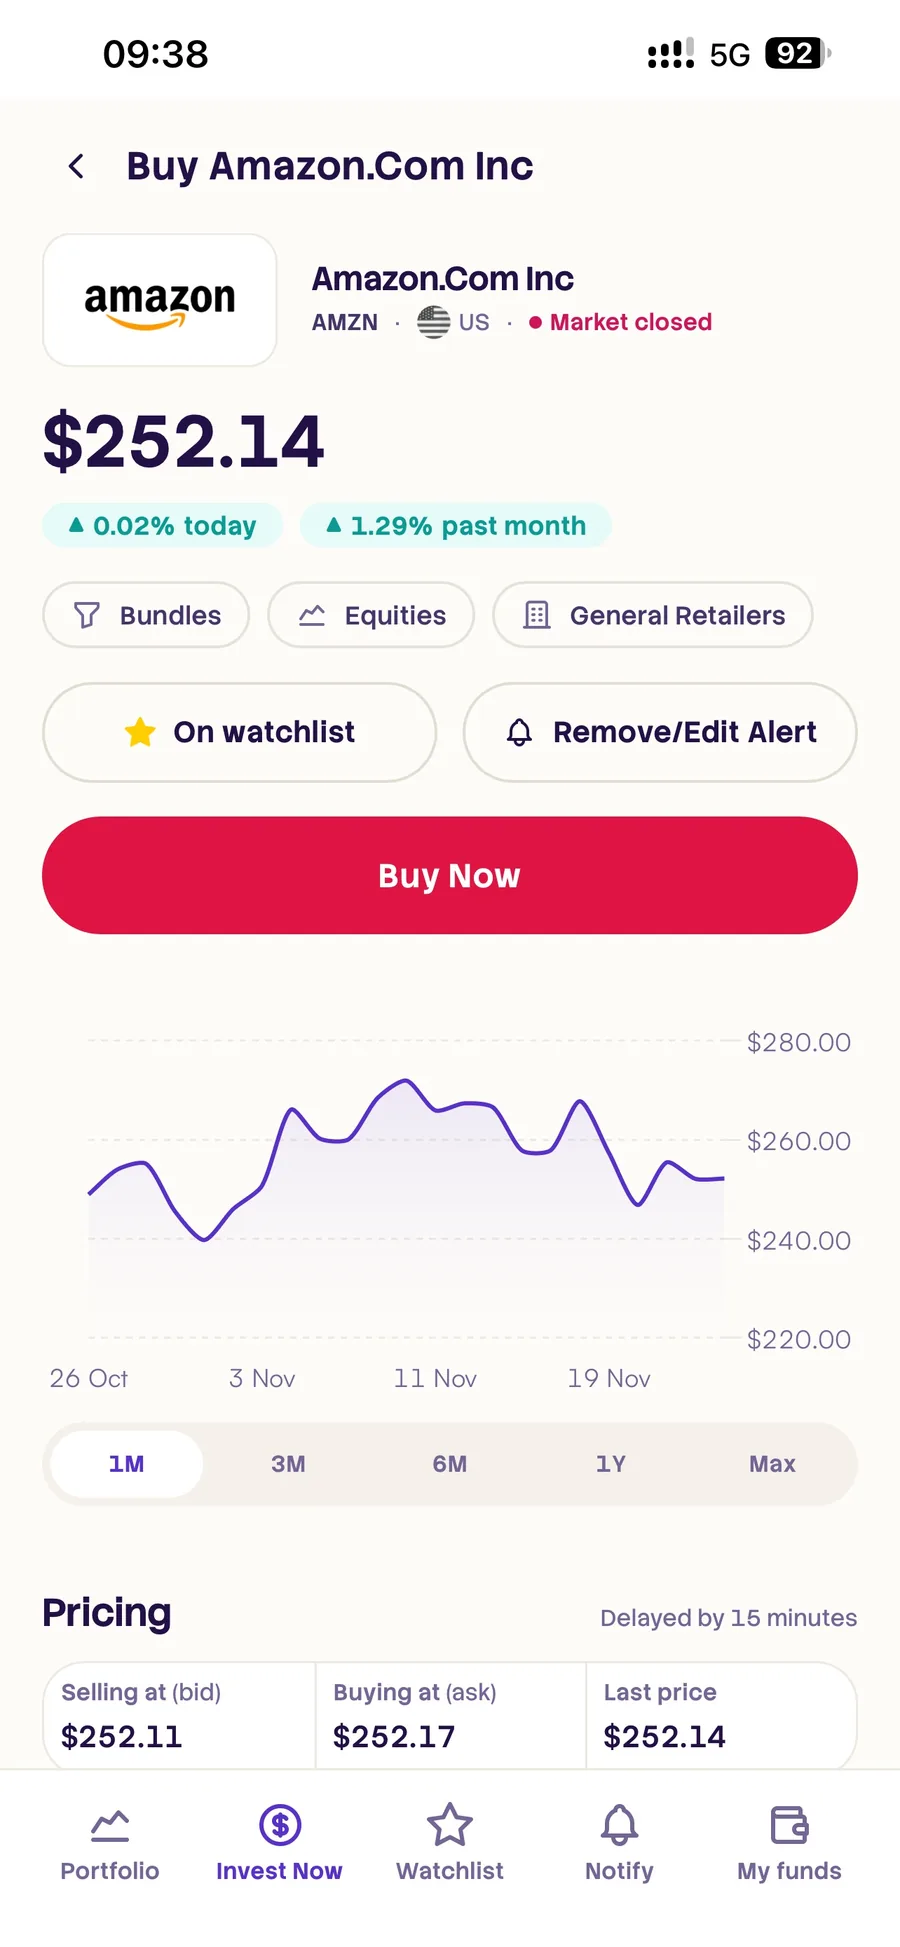 09:38
5G 92
Buy Amazon.Com Inc
amazon
Amazon.Com Inc
AMZN · US · Market closed
$252.14
0.02% today
1.29% past month
Bundles
Equities
General Retailers
On watchlist
Remove/Edit Alert
Buy Now
$280.00
$260.00
$240.00
$220.00
26 Oct
3 Nov
11 Nov
19 Nov
1M
3M
6M
1Y
Max
Pricing
Delayed by 15 minutes
Selling at (bid)
$252.11
Buying at (ask)
$252.17
Last price
$252.14
Portfolio
Invest Now
Watchlist
Notify
My funds